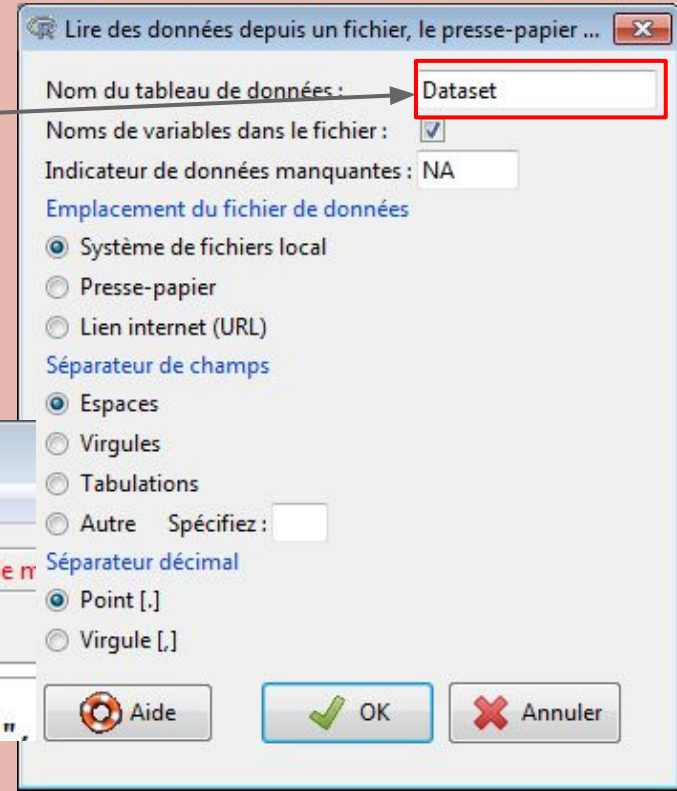 Lire des données depuis un fichier, le presse-papier ...
Nom du tableau de données : Dataset
Noms de variables dans le fichier :
Indicateur de données manquantes : NA
Emplacement du fichier de données
Système de fichiers local
Presse-papier
Lien internet (URL)
Séparateur de champs
Espaces
Virgules
Tabulations
Autre Spécifiez :
e m
Séparateur décimal
Point [.]
Virgule [,]
",
Aide OK Annuler